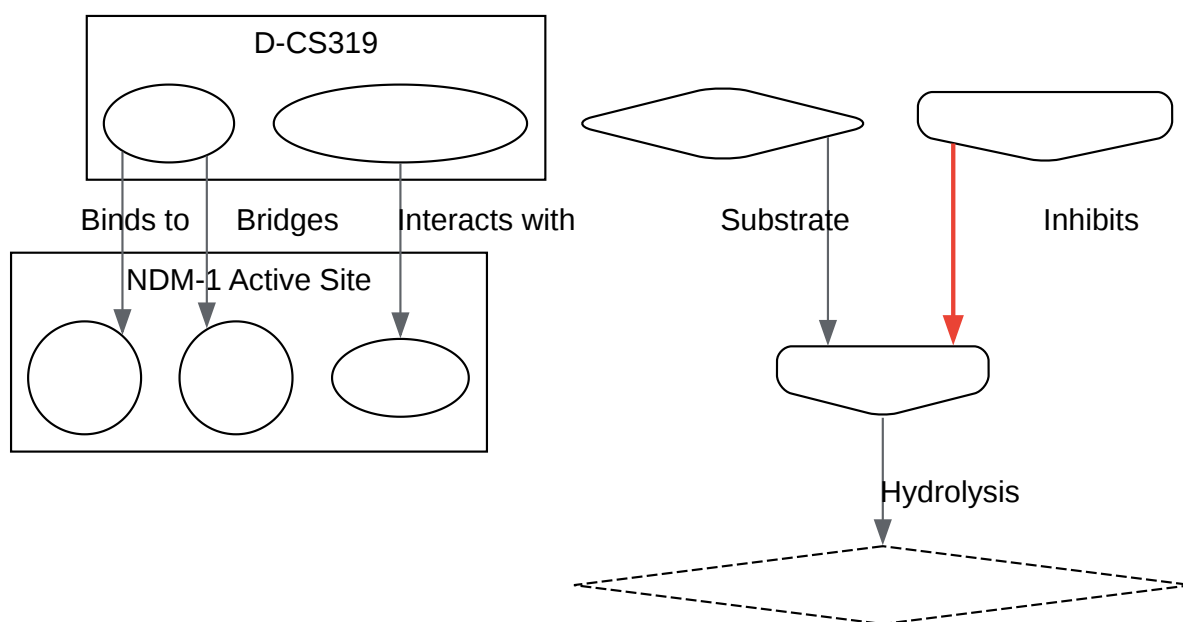 D-CS319
Binds to
Bridges
Interacts with
Substrate
Inhibits
NDM-1 Active Site
Hydrolysis